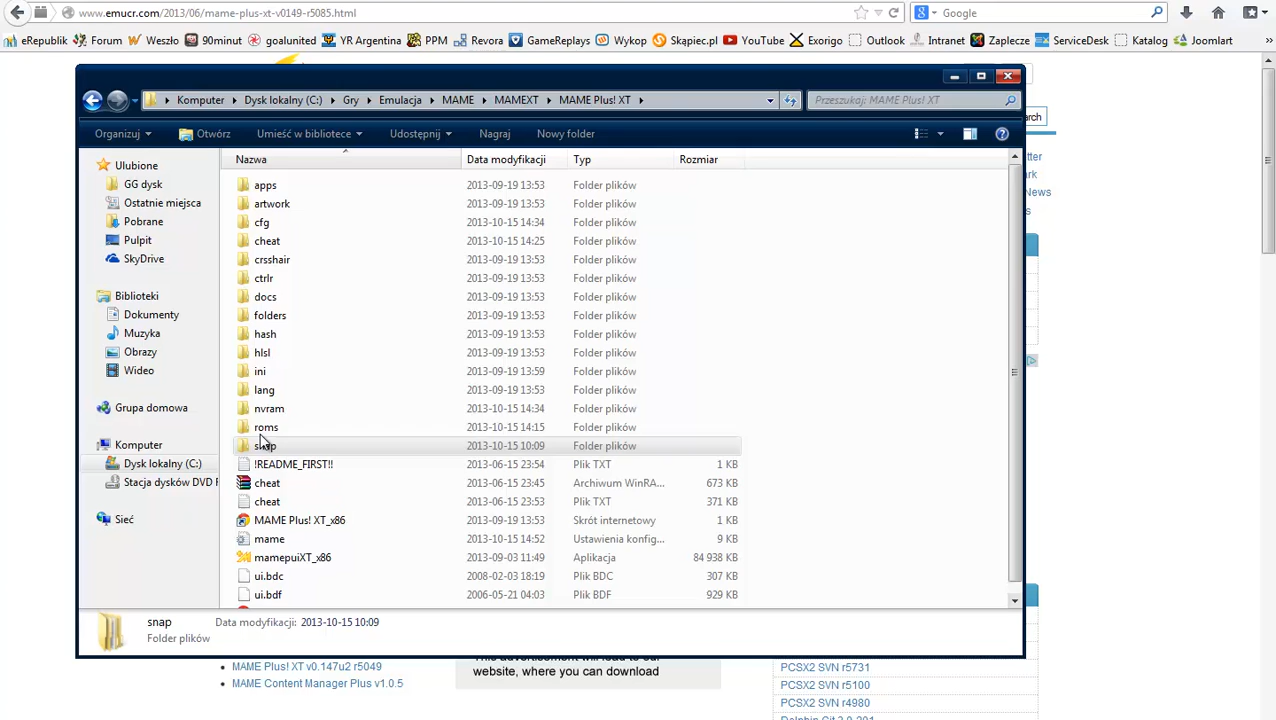 www.emucr.com/2013/06/mame-plus-xt-v0149-r5085.html Google
eRepublik Forum Weszło 90minut goalunited YR Argentina PPM Revora GameReplays Wykop Skąpiec.pl YouTube Exorigo Outlook Intranet Zaplecze ServiceDesk Katalog Joomlart »
Komputer Dysk lokalny (C:) Gry Emulacja MAME MAMEXT MAME Plus! XT Przeszukaj: MAME Plus! XT
Organizuj Otwórz Umieść w bibliotece Udostępnij Nagraj Nowy folder
Nazwa Data modyfikacji Typ Rozmiar
Ulubione
GG dysk
Ostatnie miejsca
Pobrane
Pulpit
SkyDrive
Biblioteki
Dokumenty
Muzyka
Obrazy
Wideo
Grupa domowa
Komputer
Dysk lokalny (C:)
Stacja dysków DVD
Sieć
apps 2013-09-19 13:53 Folder plików
artwork 2013-09-19 13:53 Folder plików
cfg 2013-10-15 14:34 Folder plików
cheat 2013-10-15 14:25 Folder plików
crsshair 2013-09-19 13:53 Folder plików
ctrlr 2013-09-19 13:53 Folder plików
docs 2013-09-19 13:53 Folder plików
folders 2013-09-19 13:53 Folder plików
hash 2013-09-19 13:53 Folder plików
hlsl 2013-09-19 13:53 Folder plików
ini 2013-09-19 13:59 Folder plików
lang 2013-09-19 13:53 Folder plików
nvram 2013-10-15 14:34 Folder plików
roms 2013-10-15 14:15 Folder plików
snap 2013-10-15 10:09 Folder plików
!README_FIRST!! 2013-06-15 23:54 Plik TXT 1 KB
cheat 2013-06-15 23:45 Archiwum WinRA... 673 KB
cheat 2013-06-15 23:53 Plik TXT 371 KB
MAME Plus! XT_x86 2013-09-19 13:53 Skrót internetowy 1 KB
mame 2013-10-15 14:52 Ustawienia konfig... 2 KB
mamepuiXT_x86 2013-09-03 11:49 Aplikacja 84 938 KB
ui.bdc 2008-02-03 18:19 Plik BDC 307 KB
ui.bdf 2006-05-21 04:03 Plik BDF 929 KB
snap Data modyfikacji: 2013-10-15 10:09
Folder plików
News
MAME Plus! XT v0.147u2 r5049
MAME Content Manager Plus v1.0.5
This advertisement will lead to our
website, where you can download
PCSX2 SVN r5731
PCSX2 SVN r5100
PCSX2 SVN r4980